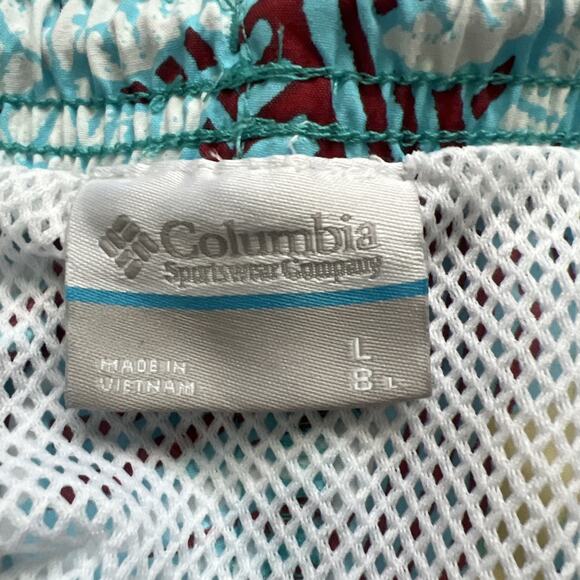 Columbia
Sportswear Company
MADE IN
VIETNAM
L
8 L